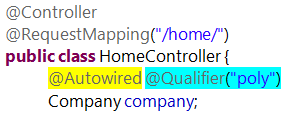 @Controller
@RequestMapping("/home/")
public class HomeController {
@Autowired @Qualifier("poly")
Company company;